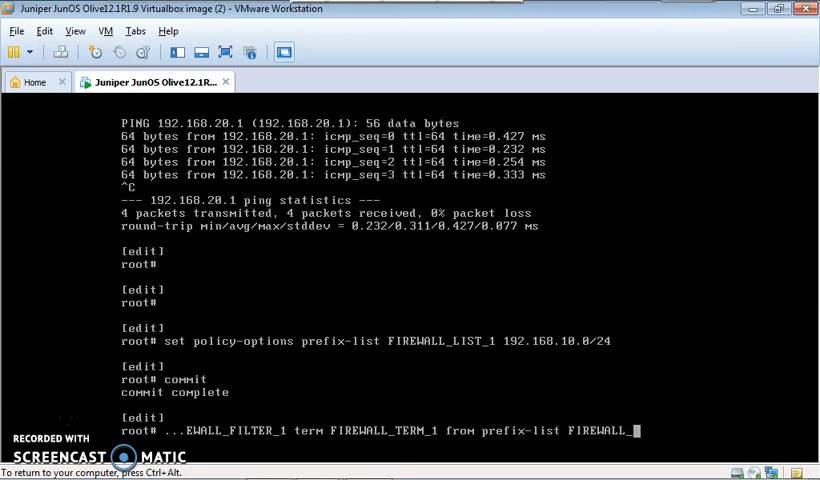 Juniper JunOS Olive12.1R1.9 Virtualbox image (2) - VMware Workstation
File Edit View VM Tabs Help
Home Juniper JunOS Olive12.1R...
PING 192.168.20.1 (192.168.20.1): 56 data bytes
64 bytes from 192.168.20.1: icmp_seq=0 ttl=64 time=0.427 ms
64 bytes from 192.168.20.1: icmp_seq=1 ttl=64 time=0.232 ms
64 bytes from 192.168.20.1: icmp_seq=2 ttl=64 time=0.254 ms
64 bytes from 192.168.20.1: icmp_seq=3 ttl=64 time=0.333 ms
^C
--- 192.168.20.1 ping statistics ---
4 packets transmitted, 4 packets received, 0% packet loss
round-trip min/avg/max/stddev = 0.232/0.311/0.427/0.077 ms
[edit]
root#
[edit]
root#
[edit]
root# set policy-options prefix-list FIREWALL_LIST_1 192.168.10.0/24
[edit]
root# commit
commit complete
[edit]
root# ...EWALL_FILTER_1 term FIREWALL_TERM_1 from prefix-list FIREWALL_
RECORDED WITH
SCREENCAST MATIC
To return to your computer, press Ctrl+Alt.